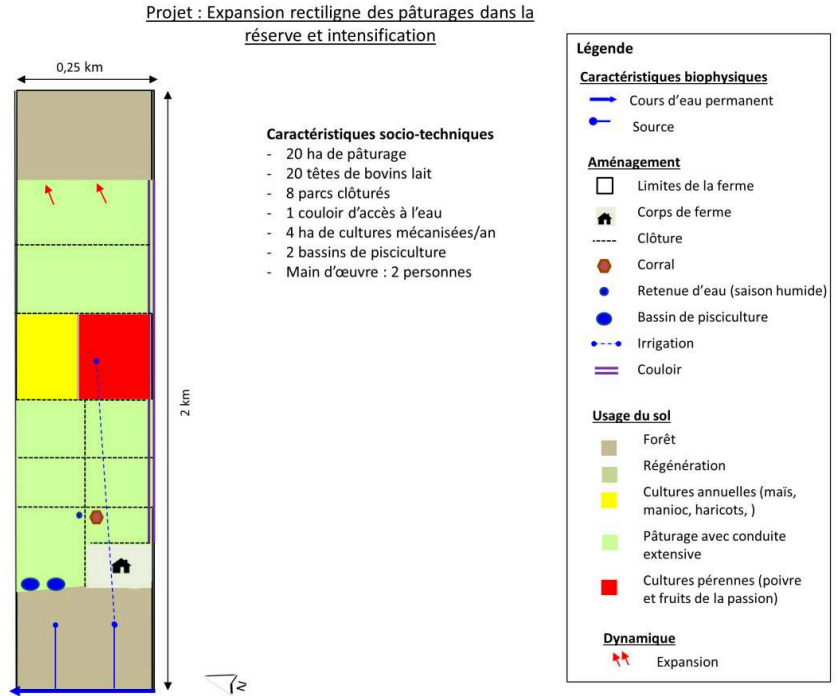 Projet : Expansion rectiligne des pâturages dans la
réserve et intensification
0,25 km
2 km
Caractéristiques socio-techniques
- 20 ha de pâturage
- 20 têtes de bovins lait
- 8 parcs clôturés
- 1 couloir d'accès à l'eau
- 4 ha de cultures mécanisées/an
- 2 bassins de pisciculture
- Main d'œuvre : 2 personnes
N
Légende
Caractéristiques biophysiques
Cours d'eau permanent
Source
Aménagement
Limites de la ferme
Corps de ferme
Clôture
Corral
Retenue d'eau (saison humide)
Bassin de pisciculture
Irrigation
Couloir
Usage du sol
Forêt
Régénération
Cultures annuelles (maïs,
manioc, haricots, )
Pâturage avec conduite
extensive
Cultures pérennes (poivre
et fruits de la passion)
Dynamique
Expansion